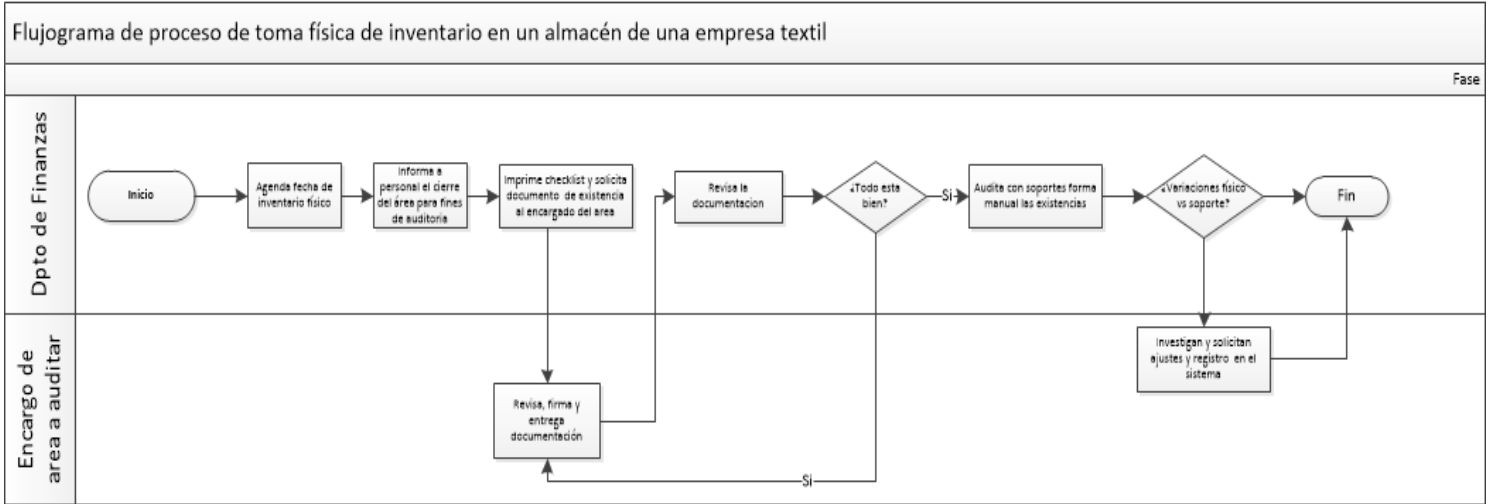 Flujograma de proceso de toma física de inventario en un almacén de una empresa textil
Fase
Dpto de Finanzas
Inicio
Agenda fecha de
inventario físico
Informa a
personal el cierre
del área para fines
de auditoria
Imprime checklist y solicita
documento de existencia
al encargado del area
Revisa la
documentacion
¿Todo esta
bien?
Si
Audita con soportes forma
manual las existencias
¿Variaciones físico
vs soporte?
Fin
Encargo de
area a auditar
Revisa, firma y
entrega
documentación
Si
Investigan y solicitan
ajustes y registro en el
sistema